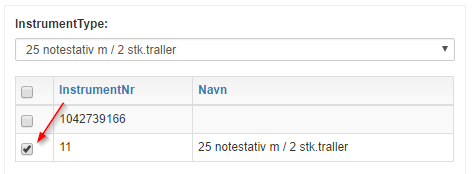 InstrumentType:
25 notestativ m / 2 stk.traller
InstrumentNr Navn
1042739166
11 25 notestativ m / 2 stk.traller